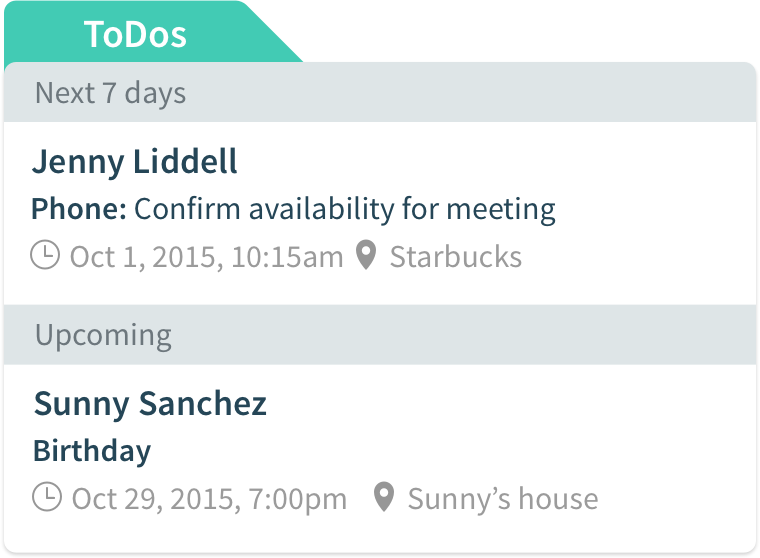 ToDos
Next 7 days
Jenny Liddell
Phone: Confirm availability for meeting
Oct 1, 2015, 10:15am Starbucks
Upcoming
Sunny Sanchez
Birthday
Oct 29, 2015, 7:00pm Sunny’s house